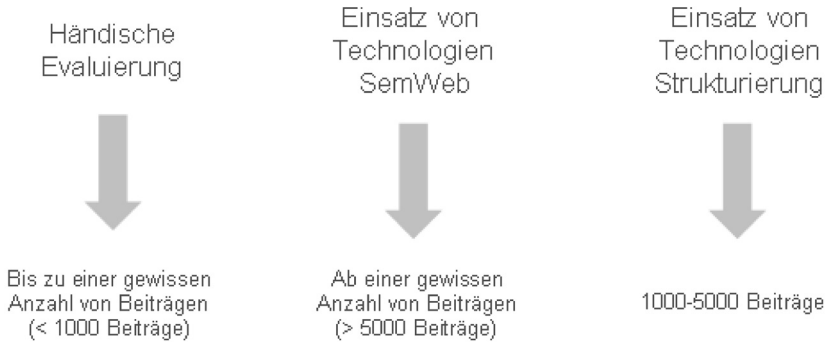 Händische
Evaluierung
Einsatz von
Technologien
SemWeb
Einsatz von
Technologien
Strukturierung
Bis zu einer gewissen
Anzahl von Beiträgen
(< 1000 Beiträge)
Ab einer gewissen
Anzahl von Beiträgen
(> 5000 Beiträge)
1000-5000 Beiträge